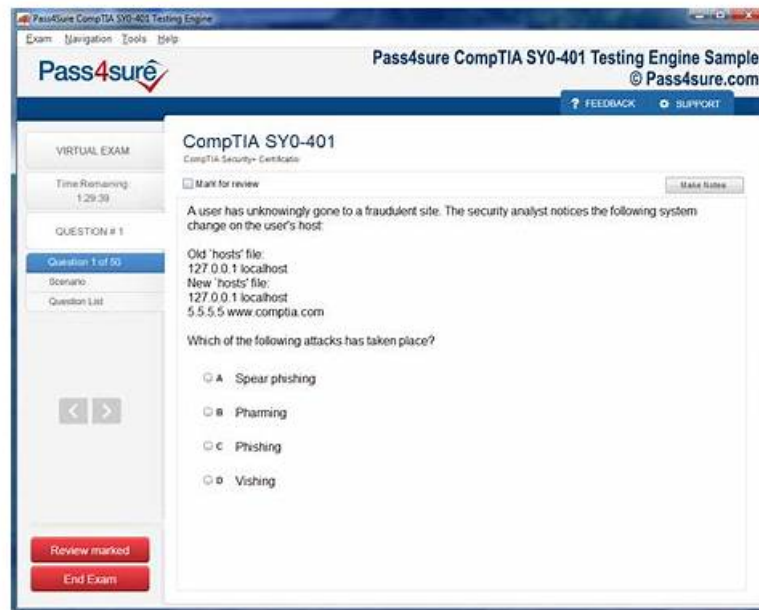 Pass4Sure CompTIA SY0-401 Testing Engine
Exam Navigation Tools Help
Pass4surê
Pass4sure CompTIA SY0-401 Testing Engine Sample
© Pass4sure.com
? FEEDBACK SUPPORT
VIRTUAL EXAM
Time Remaining
1:29:39
QUESTION # 1
Question 1 of 50
Scenario
Question List
Review marked
End Exam
CompTIA SY0-401
CompTIA Security+ Certificatio
Mark for review
Make Notes
A user has unknowingly gone to a fraudulent site. The security analyst notices the following system
change on the user's host:
Old `hosts' file:
127.0.0.1 localhost
New `hosts' file:
127.0.0.1 localhost
5.5.5.5 www.comptia.com
Which of the following attacks has taken place?
A Spear phishing
B Pharming
C Phishing
D Vishing